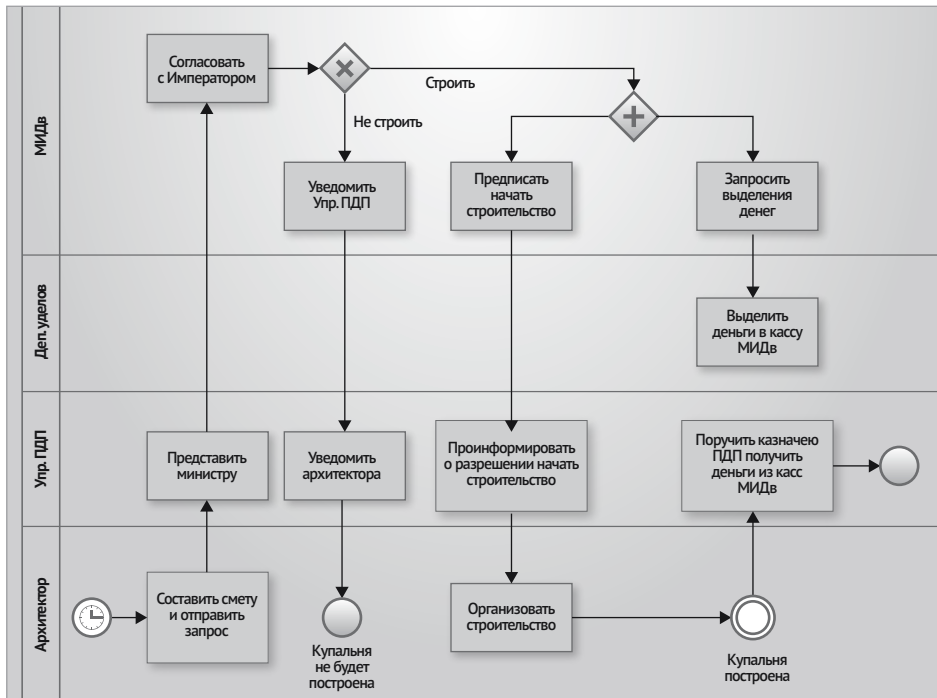 МИДв
Согласовать
с Императором
Строить
Не строить
Уведомить
Упр. ПДП
Предписать
начать
строительство
Запросить
выделения
денег
Деп. уделов
Выделить
деньги в кассу
МИДв
Упр. ПДП
Представить
министру
Уведомить
архитектора
Проинформировать
о разрешении начать
строительство
Поручить казначею
ПДП получить
деньги из касс
МИДв
Архитектор
Составить смету
и отправить
запрос
Купальня
не будет
построена
Организовать
строительство
Купальня
построена